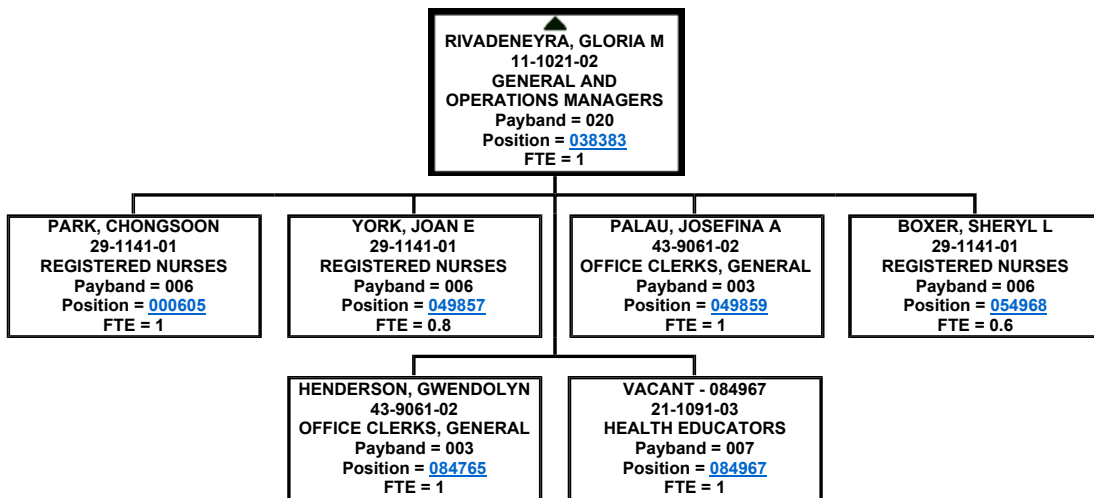 RIVADENEYRA, GLORIA M
11-1021-02
GENERAL AND
OPERATIONS MANAGERS
Payband = 020
Position = 038383
FTE = 1
PARK, CHONGSOON
29-1141-01
REGISTERED NURSES
Payband = 006
Position = 000605
FTE = 1
YORK, JOAN E
29-1141-01
REGISTERED NURSES
Payband = 006
Position = 049857
FTE = 0.8
PALAU, JOSEFINA A
43-9061-02
OFFICE CLERKS, GENERAL
Payband = 003
Position = 049859
FTE = 1
BOXER, SHERYL L
29-1141-01
REGISTERED NURSES
Payband = 006
Position = 054968
FTE = 0.6
HENDERSON, GWENDOLYN
43-9061-02
OFFICE CLERKS, GENERAL
Payband = 003
Position = 084765
FTE = 1
VACANT - 084967
21-1091-03
HEALTH EDUCATORS
Payband = 007
Position = 084967
FTE = 1